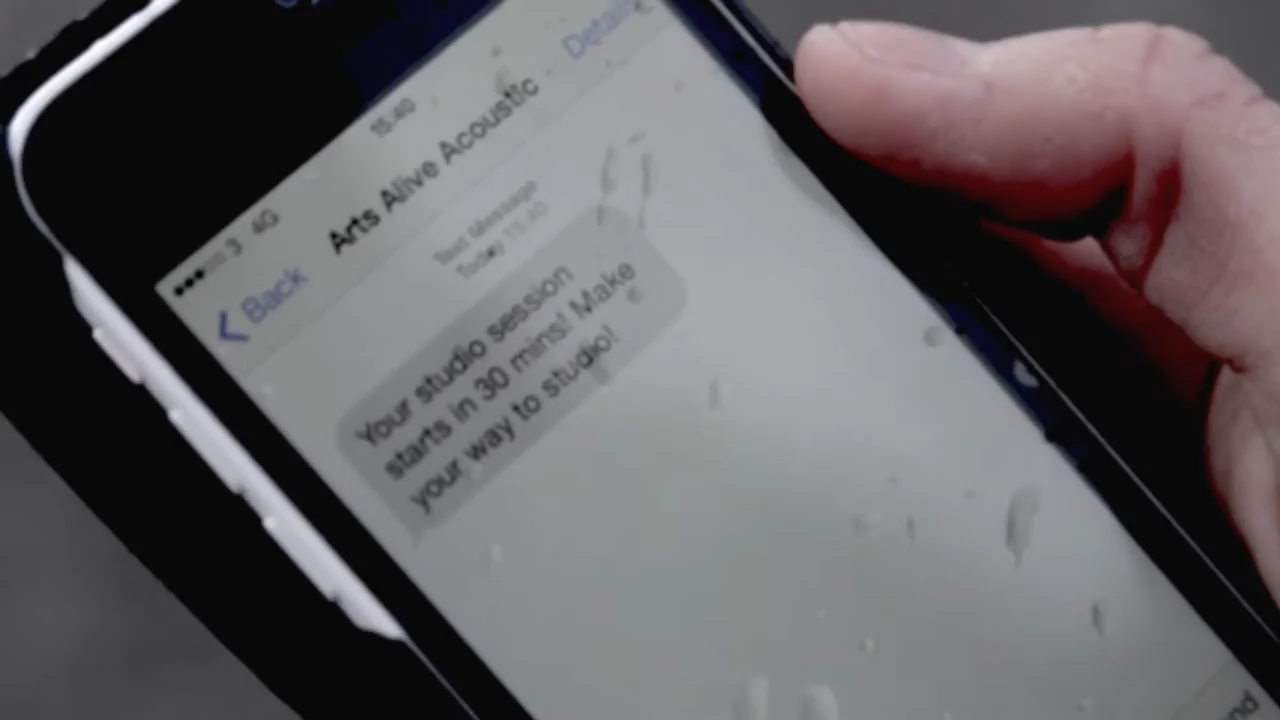 ●●●○○ 3 4G 15:40
< Back Arts Alive Acoustic Details
Text Message
Today 15:40
Your studio session
starts in 30 mins! Make
your way to studio!